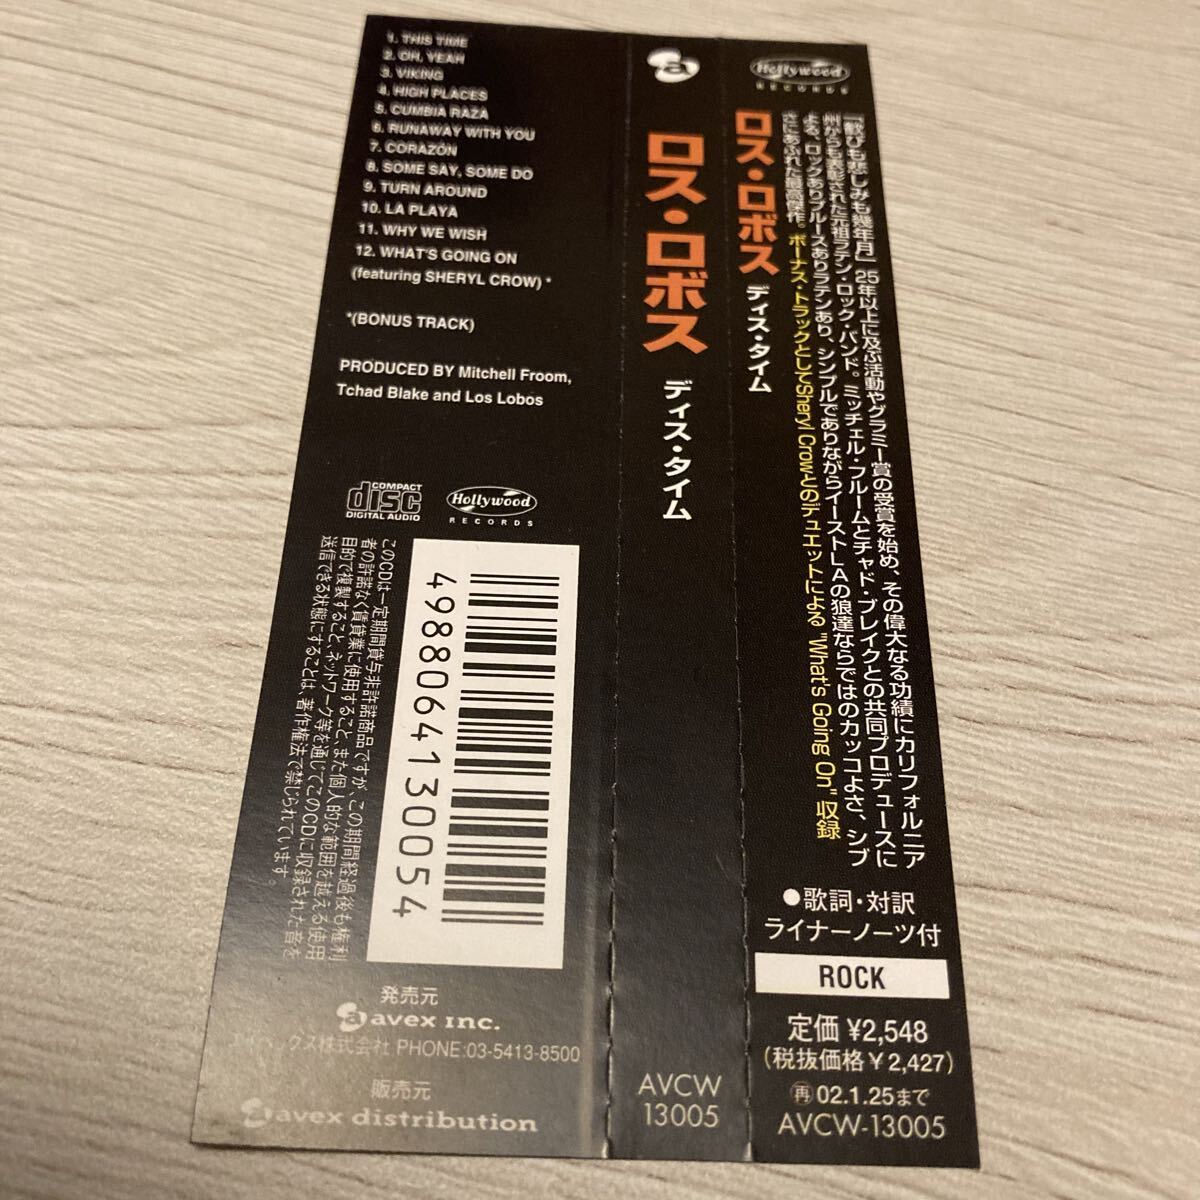 1. THIS TIME
2. OH, YEAH
3. VIKING
4. HIGH PLACES
5. CUMBIA RAZA
6. RUNAWAY WITH YOU
7. CORAZÓN
8. SOME SAY, SOME DO
9. TURN AROUND
10. LA PLAYA
11. WHY WE WISH
12. WHAT'S GOING ON
(featuring SHERYL CROW) *
*(BONUS TRACK)
PRODUCED BY Mitchell Froom,
Tchad Blake and Los Lobos
COMPACT
disc
DIGITAL AUDIO
Hollywood
RECORDS
4988064130054
このCDは一定期間貸与非許諾商品ですが、この期間経過後も権利
者の許諾なく賃貸業に使用すること、また個人的な範囲を越える使用
目的で複製すること、ネットワーク等を通じてこのCDに収録された音を
送信できる状態にすることは、著作権法で禁じられています。
発売元
avex inc.
ックス株式会社 PHONE:03-5413-8500
販売元
avex distribution
a
ロス・ロボス
ディス・タイム
AVCW
13005
Hollywood
RECORDS
ロス・ロボス ディス・タイム
「歓びも悲しみも幾年月」25年以上に及ぶ活動やグラミー賞の受賞を始め、その偉大なる功績にカリフォルニア
州からも表彰された元祖ラテン・ロック・バンド。ミッチェル・フルームとチャド・ブレイクとの共同プロデュースに
よる、ロックありブルースありラテンあり、シンプルでありながらイーストLAの狼達ならではのカッコよさ、シブ
さにあふれた最高傑作。ボーナス・トラックとしてSheryl Crowとのデュエットによる "What's Going On" 収録
●歌詞・対訳
ライナーノーツ付
ROCK
定価 ¥2,548
(税抜価格￥2,427)
再02.1.25まで
AVCW-13005